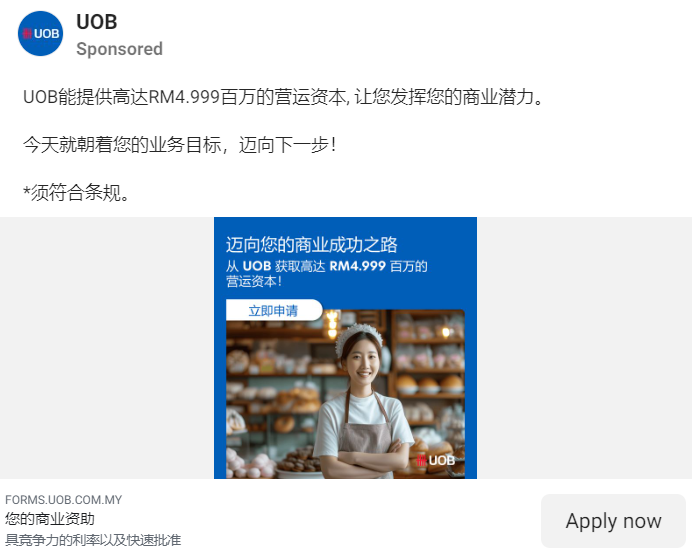 UOB
UOB
Sponsored
UOB能提供高达RM4.999百万的营运资本, 让您发挥您的商业潜力。
今天就朝着您的业务目标，迈向下一步！
*须符合条规。
迈向您的商业成功之路
从 UOB 获取高达 RM4.999 百万的
营运资本！
立即申请
UOB
FORMS.UOB.COM.MY
您的商业资助
具竞争力的利率以及快速批准
Apply now